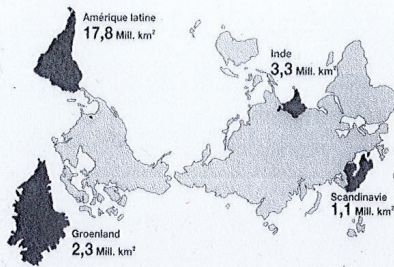 Amérique latine
17,8 Mill. km²
Inde
3,3 Mill. km²
Scandinavie
1,1 Mill. km²
Groenland
2,3 Mill. km²